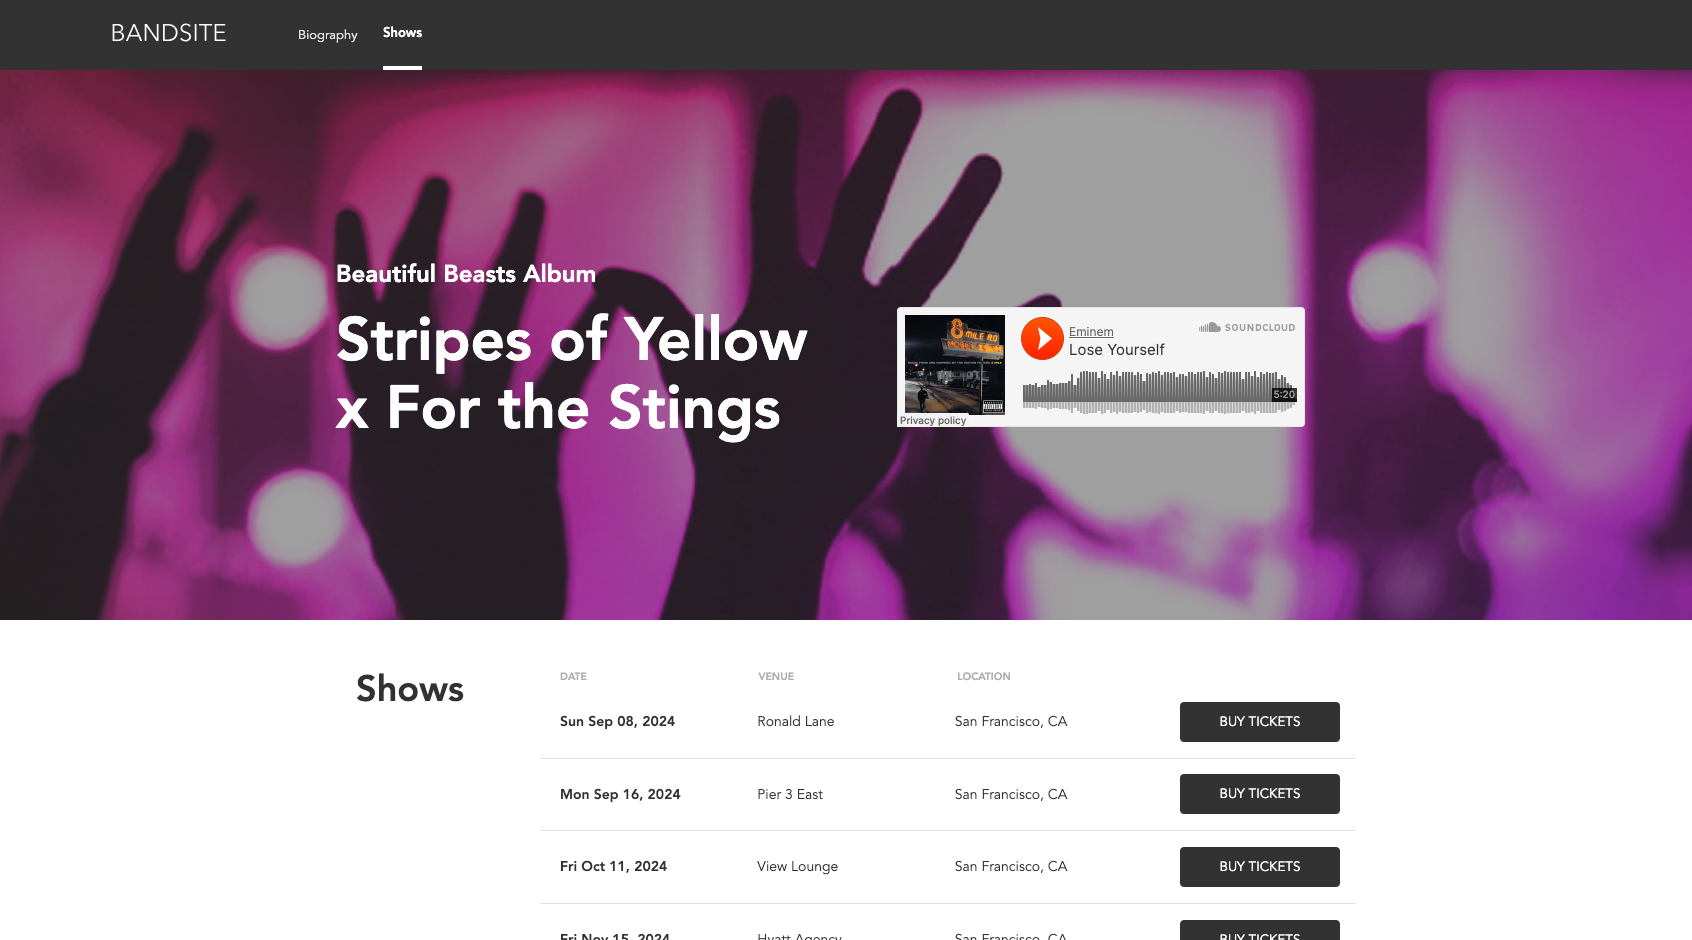 BANDSITE
Biography
Shows
Beautiful Beasts Album
Stripes of Yellow
x For the Stings
8 MILE RD
Eminem
Lose Yourself
SOUNDCLOUD
5:20
Privacy policy
Shows
DATE VENUE LOCATION
Sun Sep 08, 2024 Ronald Lane San Francisco, CA BUY TICKETS
Mon Sep 16, 2024 Pier 3 East San Francisco, CA BUY TICKETS
Fri Oct 11, 2024 View Lounge San Francisco, CA BUY TICKETS
Fri Nov 15, 2024 Hyatt Agency San Francisco, CA BUY TICKETS